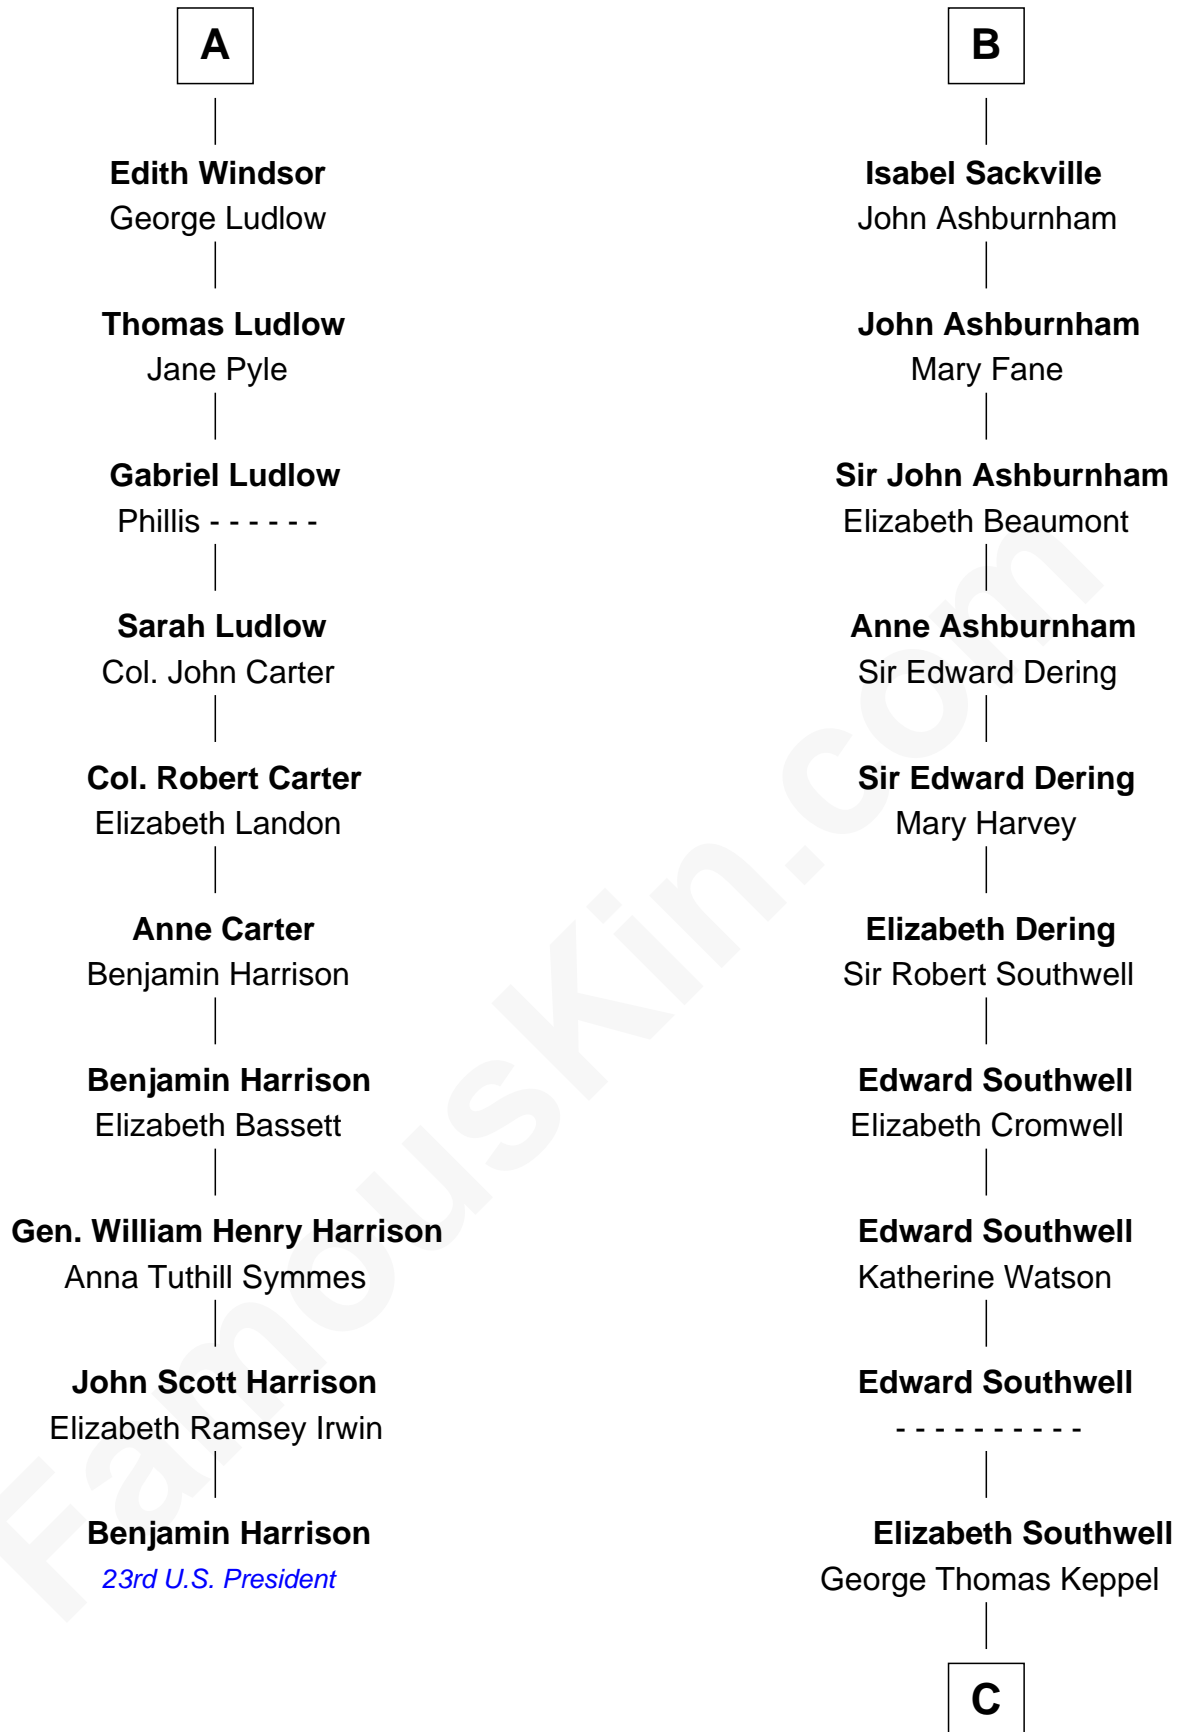 A
Edith Windsor
George Ludlow
Thomas Ludlow
Jane Pyle
Gabriel Ludlow
Phillis - - - - - -
Sarah Ludlow
Col. John Carter
Col. Robert Carter
Elizabeth Landon
Anne Carter
Benjamin Harrison
Benjamin Harrison
Elizabeth Bassett
Gen. William Henry Harrison
Anna Tuthill Symmes
John Scott Harrison
Elizabeth Ramsey Irwin
Benjamin Harrison
23rd U.S. President
B
Isabel Sackville
John Ashburnham
John Ashburnham
Mary Fane
Sir John Ashburnham
Elizabeth Beaumont
Anne Ashburnham
Sir Edward Dering
Sir Edward Dering
Mary Harvey
Elizabeth Dering
Sir Robert Southwell
Edward Southwell
Elizabeth Cromwell
Edward Southwell
Katherine Watson
Edward Southwell
- - - - - - - - - -
Elizabeth Southwell
George Thomas Keppel
C
FamousKin.com